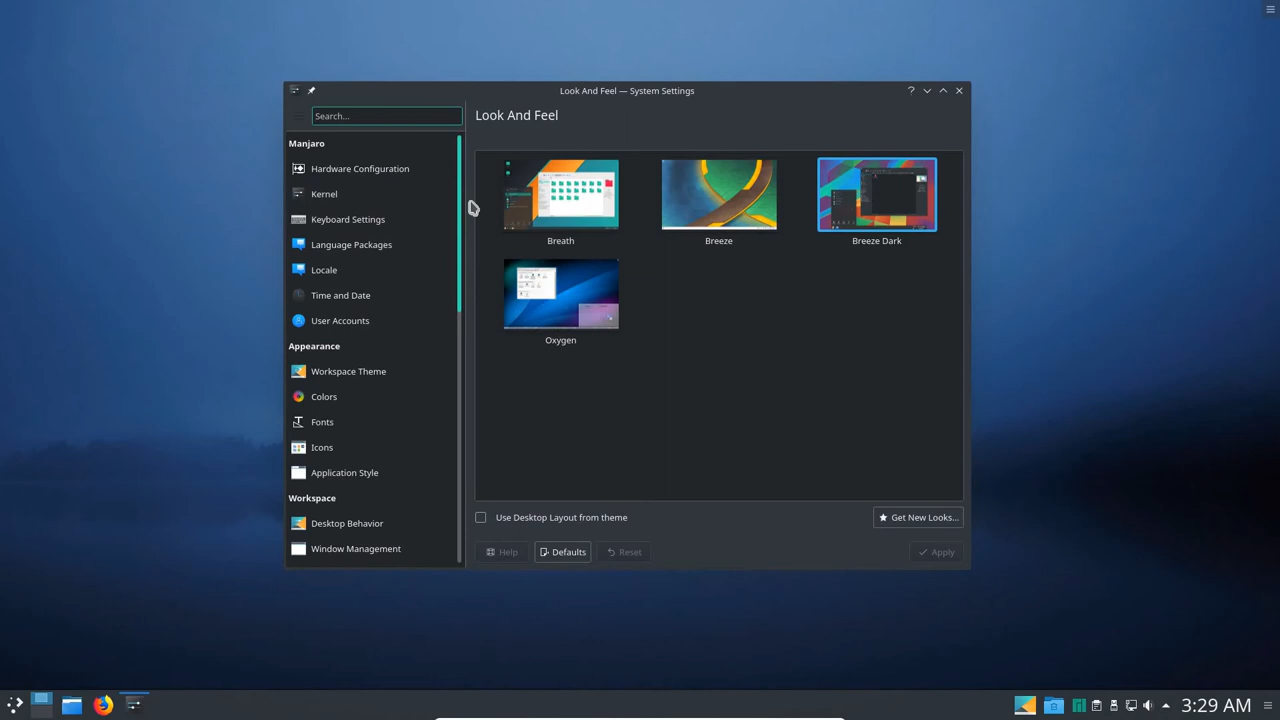 Look And Feel — System Settings
Search...
Look And Feel
Manjaro
Hardware Configuration
Kernel
Keyboard Settings
Language Packages
Locale
Time and Date
User Accounts
Appearance
Workspace Theme
Colors
Fonts
Icons
Application Style
Workspace
Desktop Behavior
Window Management
Breath
Breeze
Breeze Dark
Oxygen
Use Desktop Layout from theme
Get New Looks...
Help
Defaults
Reset
Apply
3:29 AM